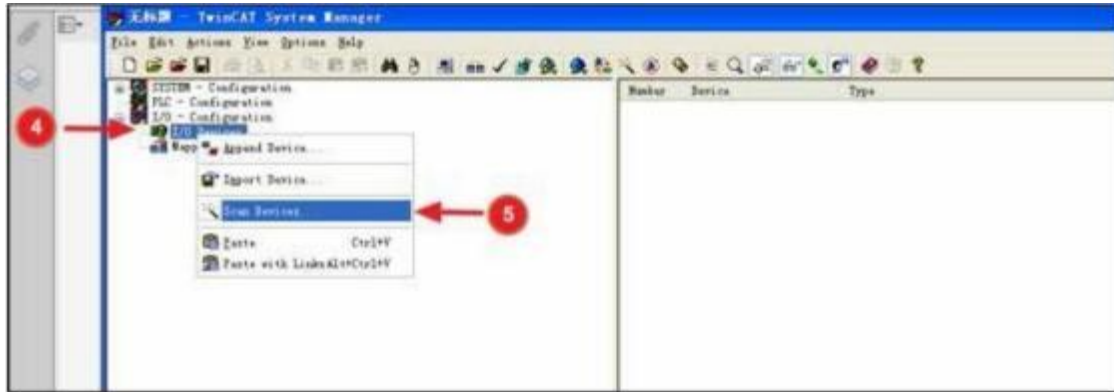 无标题 - TwinCAT System Manager
File Edit Actions View Options Help
SYSTEM - Configuration
PLC - Configuration
I/O - Configuration
I/O Devices
Mapp
Append Device...
Import Device...
Scan Devices...
Paste Ctrl+V
Paste with Links Alt+Ctrl+V
Number Device Type
4
5